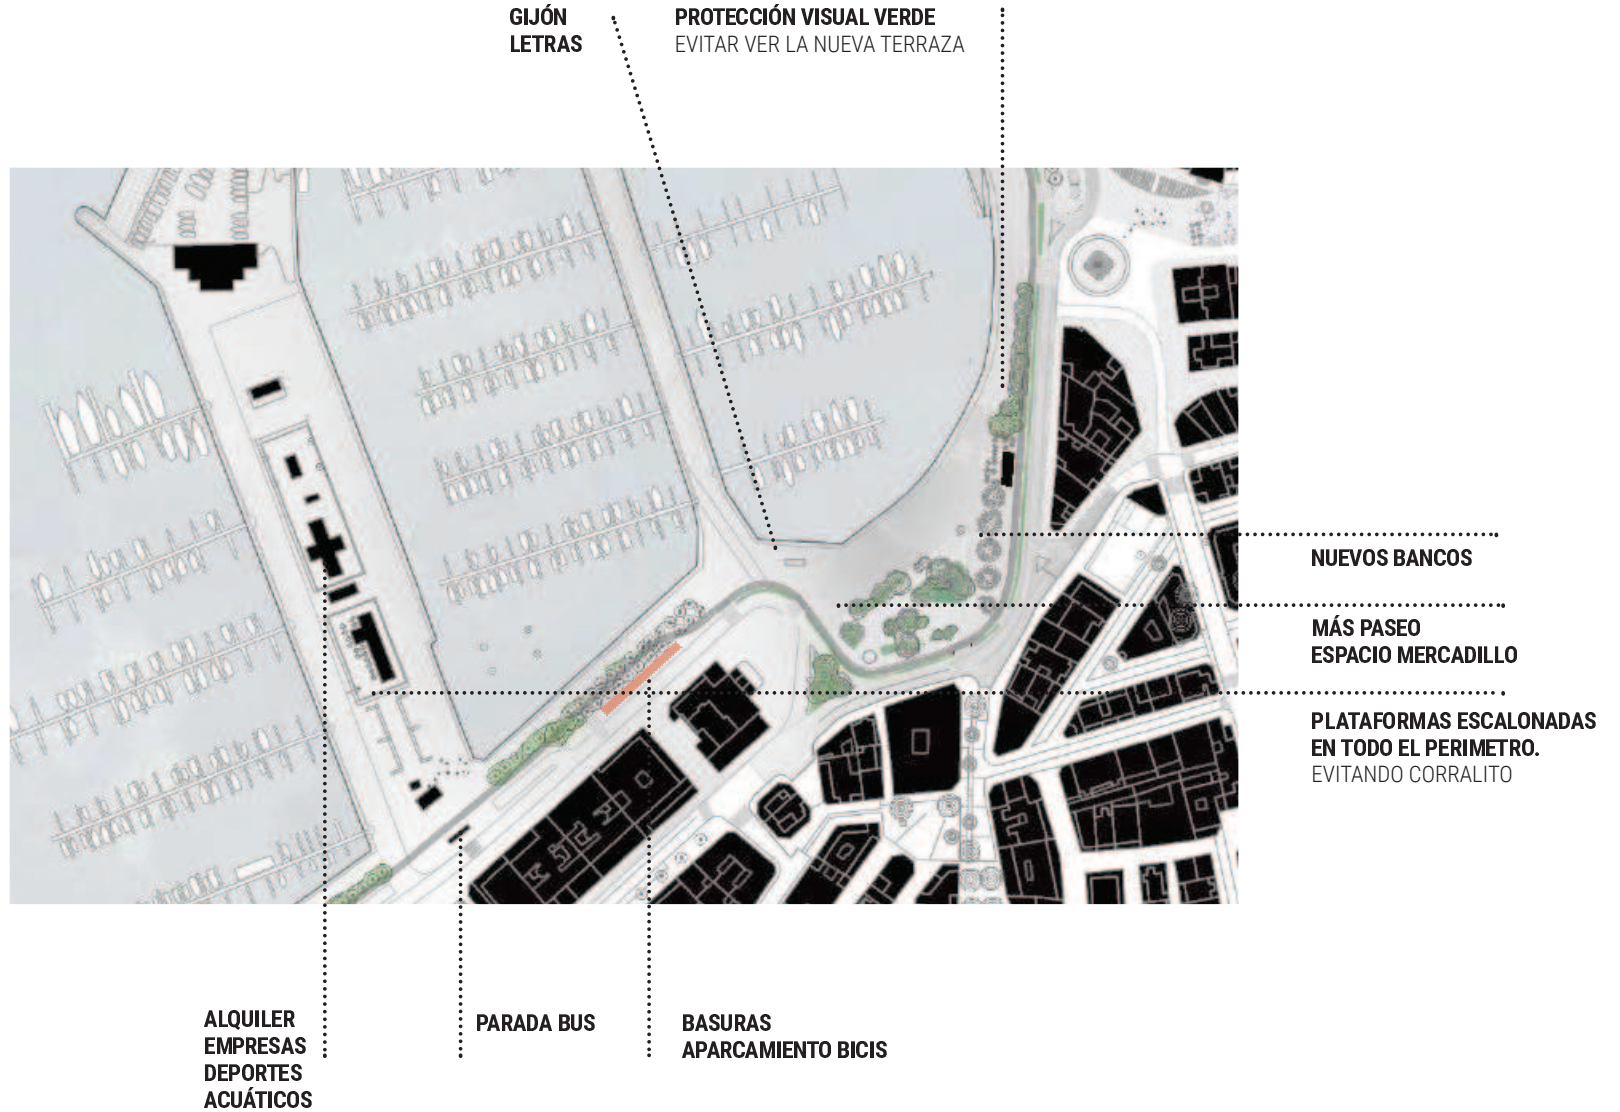 GIJÓN
LETRAS
PROTECCIÓN VISUAL VERDE
EVITAR VER LA NUEVA TERRAZA
NUEVOS BANCOS
MÁS PASEO
ESPACIO MERCADILLO
PLATAFORMAS ESCALONADAS
EN TODO EL PERIMETRO.
EVITANDO CORRALITO
ALQUILER
EMPRESAS
DEPORTES
ACUÁTICOS
PARADA BUS
BASURAS
APARCAMIENTO BICIS